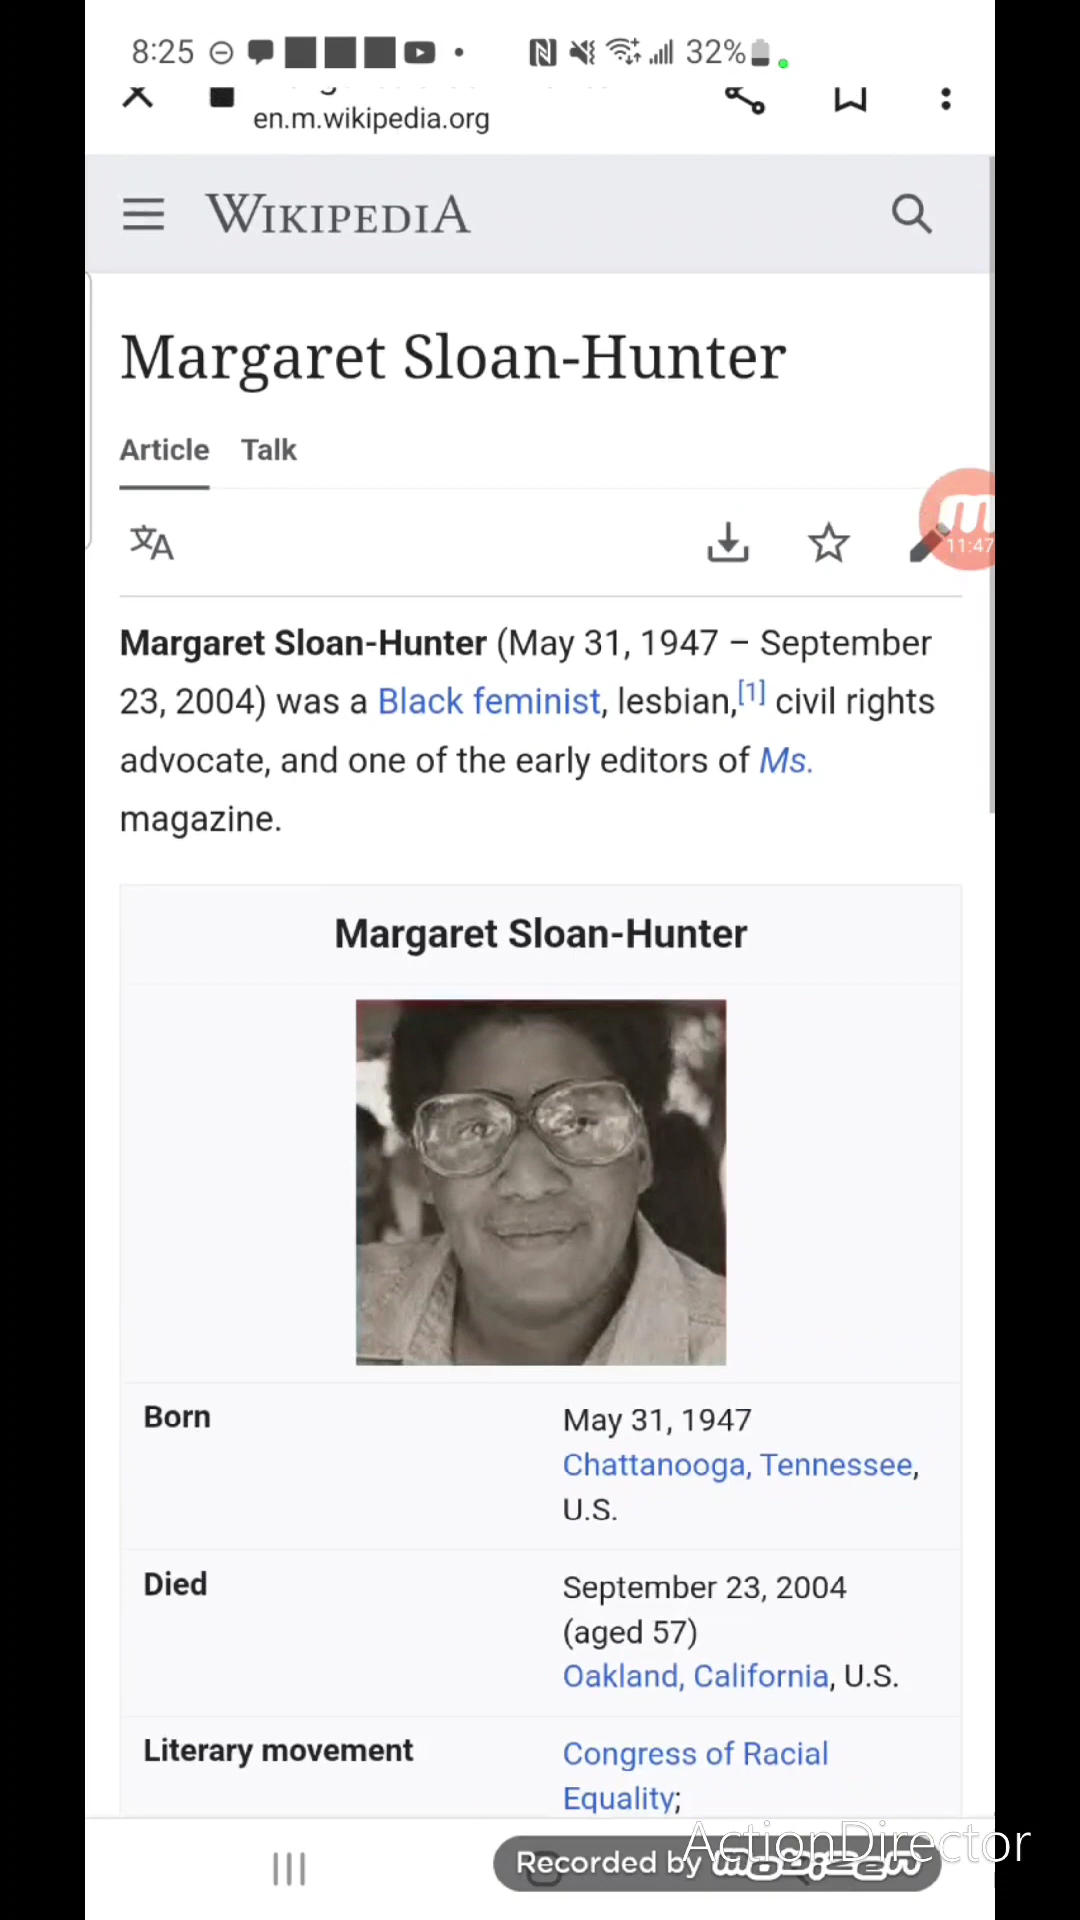 8:25 32%
en.m.wikipedia.org
WIKIPEDIA
Margaret Sloan-Hunter
Article Talk
11:47
Margaret Sloan-Hunter (May 31, 1947 – September
23, 2004) was a Black feminist, lesbian,[1] civil rights
advocate, and one of the early editors of Ms.
magazine.
Margaret Sloan-Hunter
Born May 31, 1947
Chattanooga, Tennessee,
U.S.
Died September 23, 2004
(aged 57)
Oakland, California, U.S.
Literary movement Congress of Racial
Equality;
ActionDirector
Recorded by mobizen